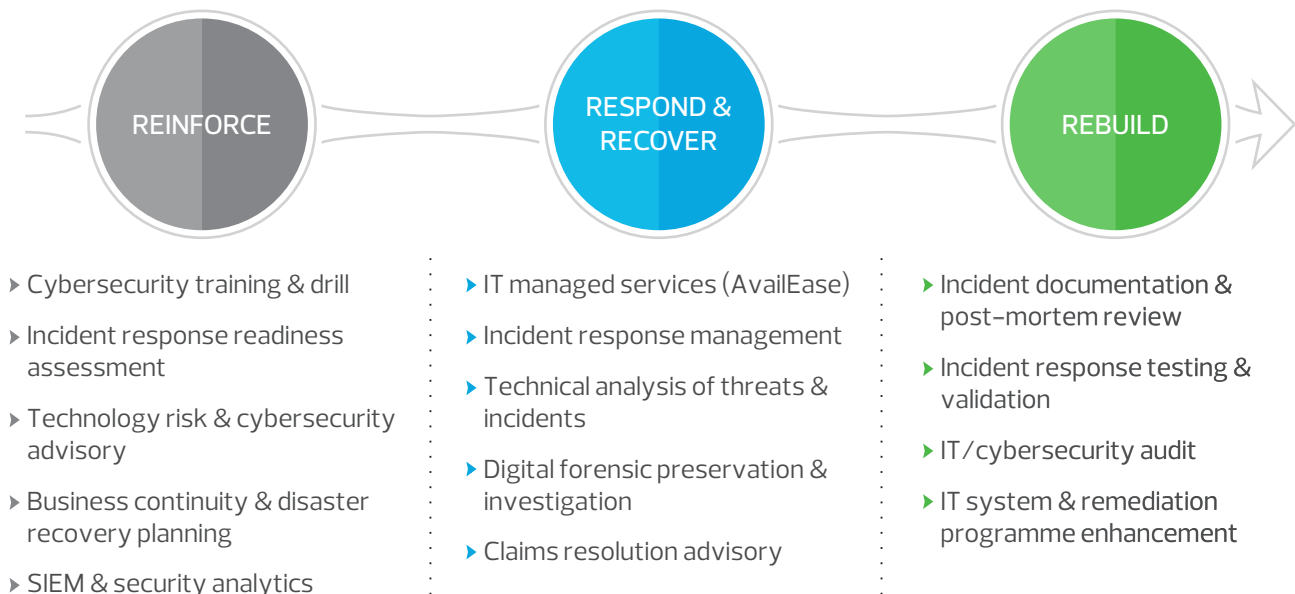 REINFORCE
RESPOND &
RECOVER
REBUILD
Cybersecurity training & drill
Incident response readiness
assessment
Technology risk & cybersecurity
advisory
Business continuity & disaster
recovery planning
SIEM & security analytics
IT managed services (AvailEase)
Incident response management
Technical analysis of threats &
incidents
Digital forensic preservation &
investigation
Claims resolution advisory
Incident documentation &
post-mortem review
Incident response testing &
validation
IT/cybersecurity audit
IT system & remediation
programme enhancement